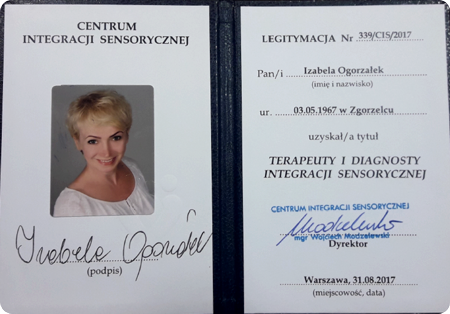 CENTRUM
INTEGRACJI SENSORYCZNEJ
Izabela Ogorzałek
(podpis)
LEGITYMACJA Nr 339/CIS/2017
Pan/i Izabela Ogorzałek
(imię i nazwisko)
ur. 03.05.1967 w Zgorzelcu
uzyskał/a tytuł
TERAPEUTY I DIAGNOSTY
INTEGRACJI SENSORYCZNEJ
CENTRUM INTEGRACJI SENSORYCZNEJ
mgr Wojciech Modzelewski
Dyrektor
Warszawa, 31.08.2017
(miejscowość, data)